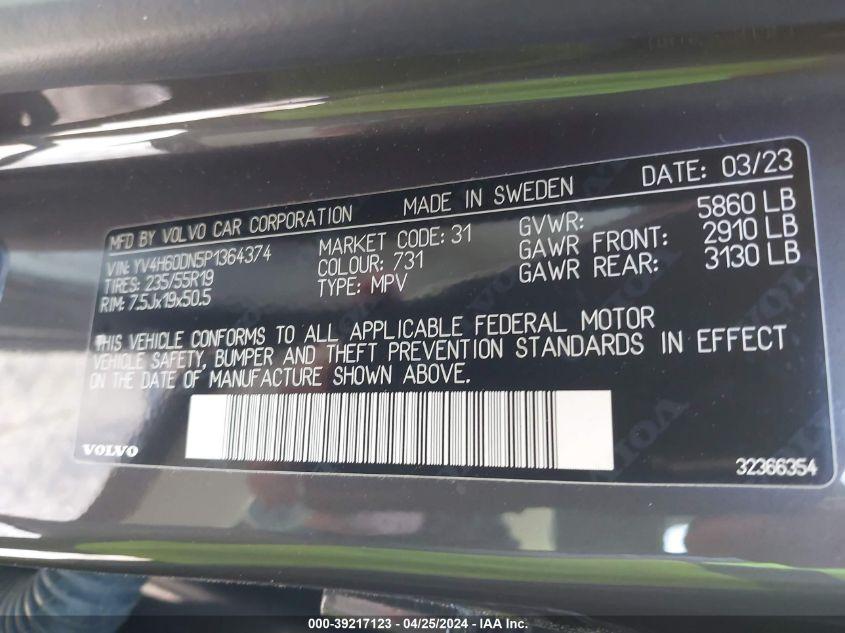 MFD BY VOLVO CAR CORPORATION MADE IN SWEDEN DATE: 03/23
VIN: YV4H60DN5P1364374 MARKET CODE: 31 GVWR: 5860 LB
TIRES: 235/55R19 COLOUR: 731 GAWR FRONT: 2910 LB
RIM: 7.5Jx19x50.5 TYPE: MPV GAWR REAR: 3130 LB
THIS VEHICLE CONFORMS TO ALL APPLICABLE FEDERAL MOTOR
VEHICLE SAFETY, BUMPER AND THEFT PREVENTION STANDARDS IN EFFECT
ON THE DATE OF MANUFACTURE SHOWN ABOVE.
VOLVO
32366354
000-39217123 - 04/25/2024 - IAA Inc.